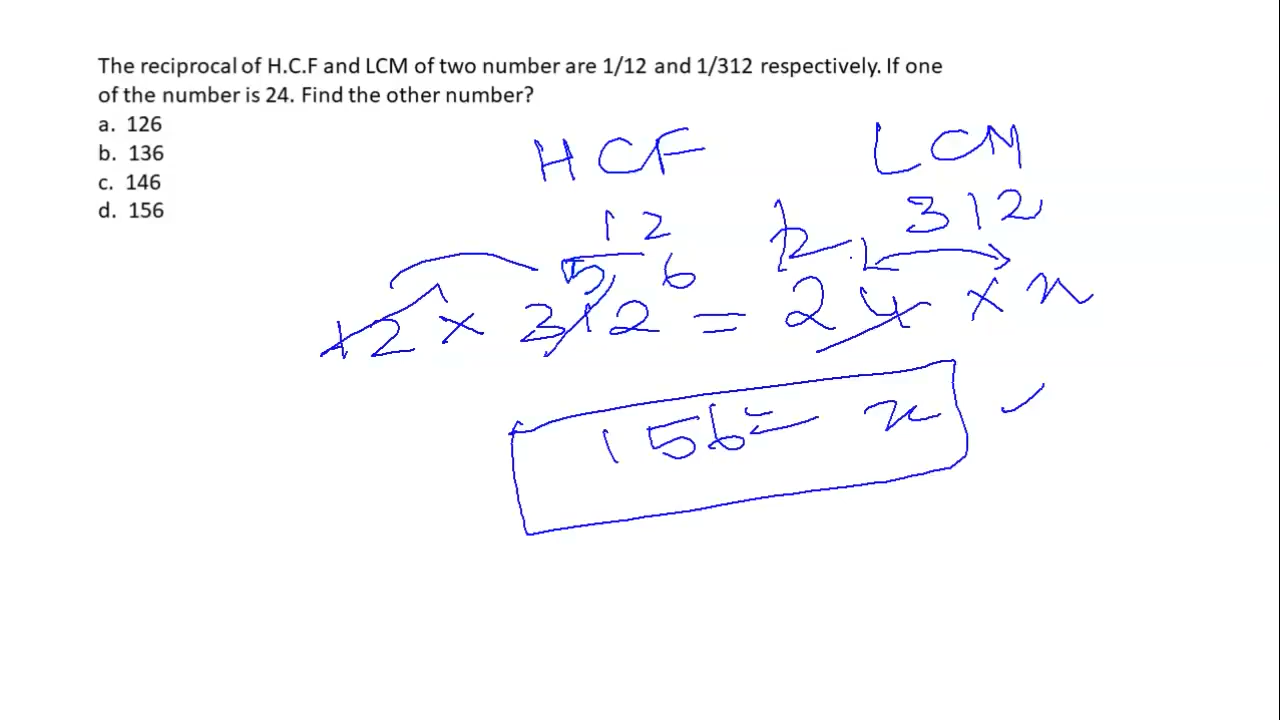 The reciprocal of H.C.F and LCM of two number are 1/12 and 1/312 respectively. If one
of the number is 24. Find the other number?
a. 126
b. 136
c. 146
d. 156
HCF LCM
12 312
12 × 312 = 24 × x
156 = x